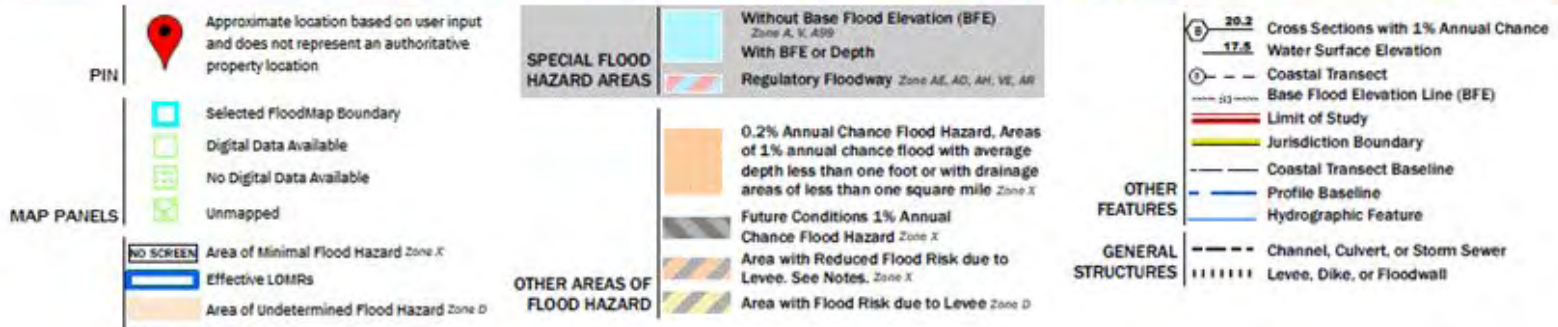 Approximate location based on user input
and does not represent an authoritative
property location
PIN
Selected FloodMap Boundary
Digital Data Available
No Digital Data Available
Unmapped
MAP PANELS
NO SCREEN Area of Minimal Flood Hazard Zone X
Effective LOMRs
Area of Undetermined Flood Hazard Zone D
Without Base Flood Elevation (BFE)
Zone A, V, A99
With BFE or Depth
Regulatory Floodway Zone AE, AO, AH, VE, AR
SPECIAL FLOOD
HAZARD AREAS
0.2% Annual Chance Flood Hazard, Areas
of 1% annual chance flood with average
depth less than one foot or with drainage
areas of less than one square mile Zone X
Future Conditions 1% Annual
Chance Flood Hazard Zone X
Area with Reduced Flood Risk due to
Levee. See Notes. Zone X
Area with Flood Risk due to Levee Zone D
OTHER AREAS OF
FLOOD HAZARD
20.2 Cross Sections with 1% Annual Chance
17.5 Water Surface Elevation
Coastal Transect
Base Flood Elevation Line (BFE)
Limit of Study
Jurisdiction Boundary
Coastal Transect Baseline
Profile Baseline
Hydrographic Feature
OTHER
FEATURES
Channel, Culvert, or Storm Sewer
Levee, Dike, or Floodwall
GENERAL
STRUCTURES